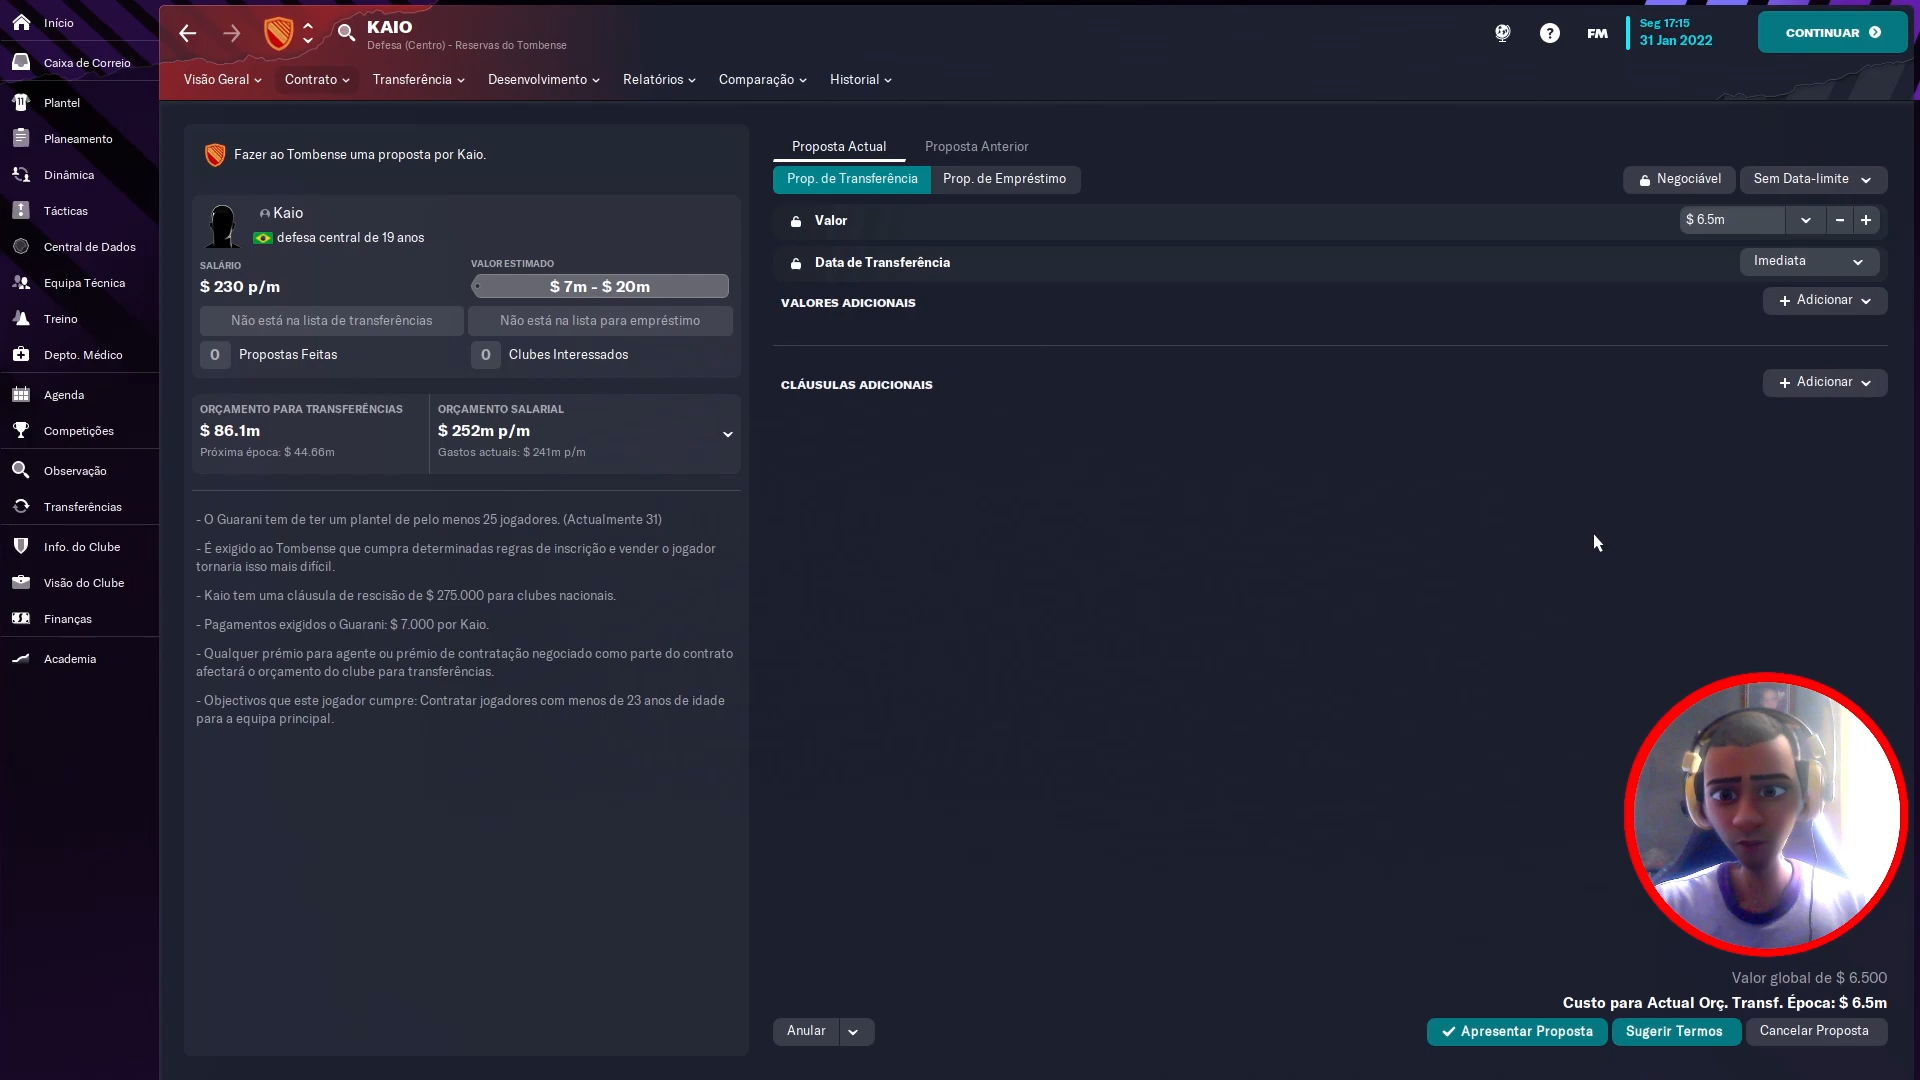 Início
Caixa de Correio
Plantel
Planeamento
Dinâmica
Tácticas
Central de Dados
Equipa Técnica
Treino
Depto. Médico
Agenda
Competições
Observação
Transferências
Info. do Clube
Visão do Clube
Finanças
Academia
KAIO
Defesa (Centro) - Reservas do Tombense
Visão Geral
Contrato
Transferência
Desenvolvimento
Relatórios
Comparação
Historial
?
FM
Seg 17:15
31 Jan 2022
CONTINUAR
Fazer ao Tombense uma proposta por Kaio.
Kaio
defesa central de 19 anos
SALÁRIO
$ 230 p/m
VALOR ESTIMADO
$ 7m - $ 20m
Não está na lista de transferências
Não está na lista para empréstimo
0 Propostas Feitas
0 Clubes Interessados
ORÇAMENTO PARA TRANSFERÊNCIAS
$ 86.1m
Próxima época: $ 44.66m
ORÇAMENTO SALARIAL
$ 252m p/m
Gastos actuais: $ 241m p/m
- O Guarani tem de ter um plantel de pelo menos 25 jogadores. (Actualmente 31)
- É exigido ao Tombense que cumpra determinadas regras de inscrição e vender o jogador
tornaria isso mais difícil.
- Kaio tem uma cláusula de rescisão de $ 275.000 para clubes nacionais.
- Pagamentos exigidos o Guarani: $ 7.000 por Kaio.
- Qualquer prémio para agente ou prémio de contratação negociado como parte do contrato
afectará o orçamento do clube para transferências.
- Objectivos que este jogador cumpre: Contratar jogadores com menos de 23 anos de idade
para a equipa principal.
Proposta Actual
Proposta Anterior
Prop. de Transferência
Prop. de Empréstimo
Negociável
Sem Data-limite
Valor
$ 6.5m
Data de Transferência
Imediata
VALORES ADICIONAIS
Adicionar
CLÁUSULAS ADICIONAIS
Adicionar
Valor global de $ 6.500
Custo para Actual Orç. Transf. Época: $ 6.5m
Anular
Apresentar Proposta
Sugerir Termos
Cancelar Proposta